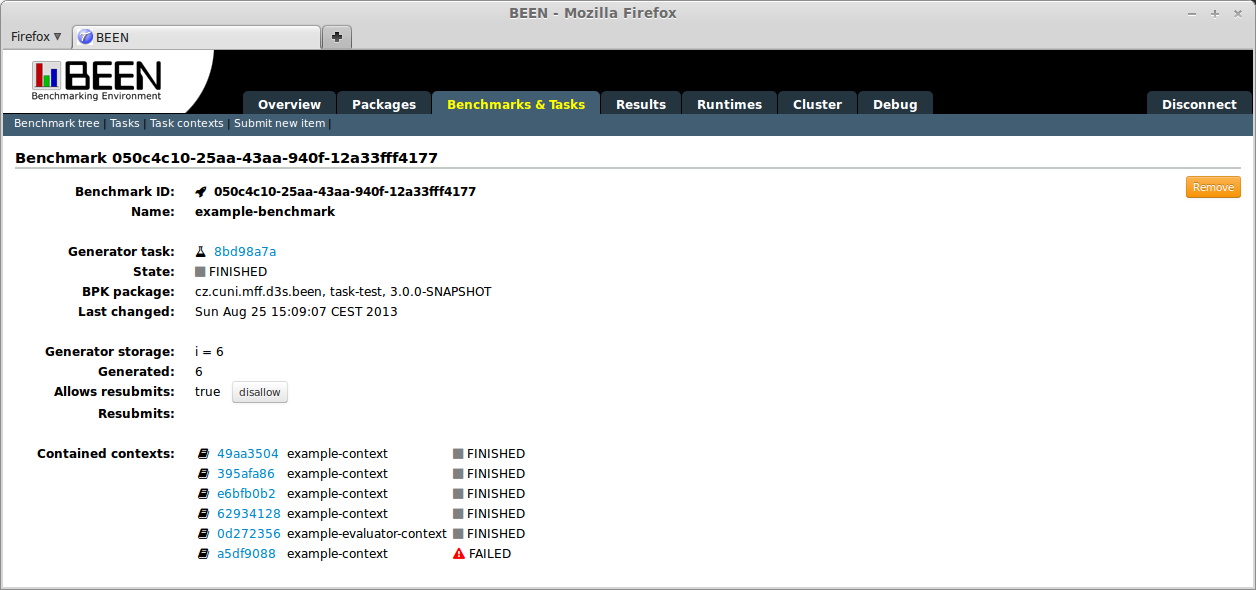 BEEN - Mozilla Firefox
Firefox
BEEN
BEEN
Benchmarking Environment
Overview Packages Benchmarks & Tasks Results Runtimes Cluster Debug Disconnect
Benchmark tree | Tasks | Task contexts | Submit new item |
Benchmark 050c4c10-25aa-43aa-940f-12a33fff4177
Benchmark ID: 050c4c10-25aa-43aa-940f-12a33fff4177
Remove
Name: example-benchmark
Generator task: 8bd98a7a
State: FINISHED
BPK package: cz.cuni.mff.d3s.been, task-test, 3.0.0-SNAPSHOT
Last changed: Sun Aug 25 15:09:07 CEST 2013
Generator storage: i = 6
Generated: 6
Allows resubmits: true disallow
Resubmits:
Contained contexts: 49aa3504 example-context FINISHED
395afa86 example-context FINISHED
e6bfb0b2 example-context FINISHED
62934128 example-context FINISHED
0d272356 example-evaluator-context FINISHED
a5df9088 example-context FAILED